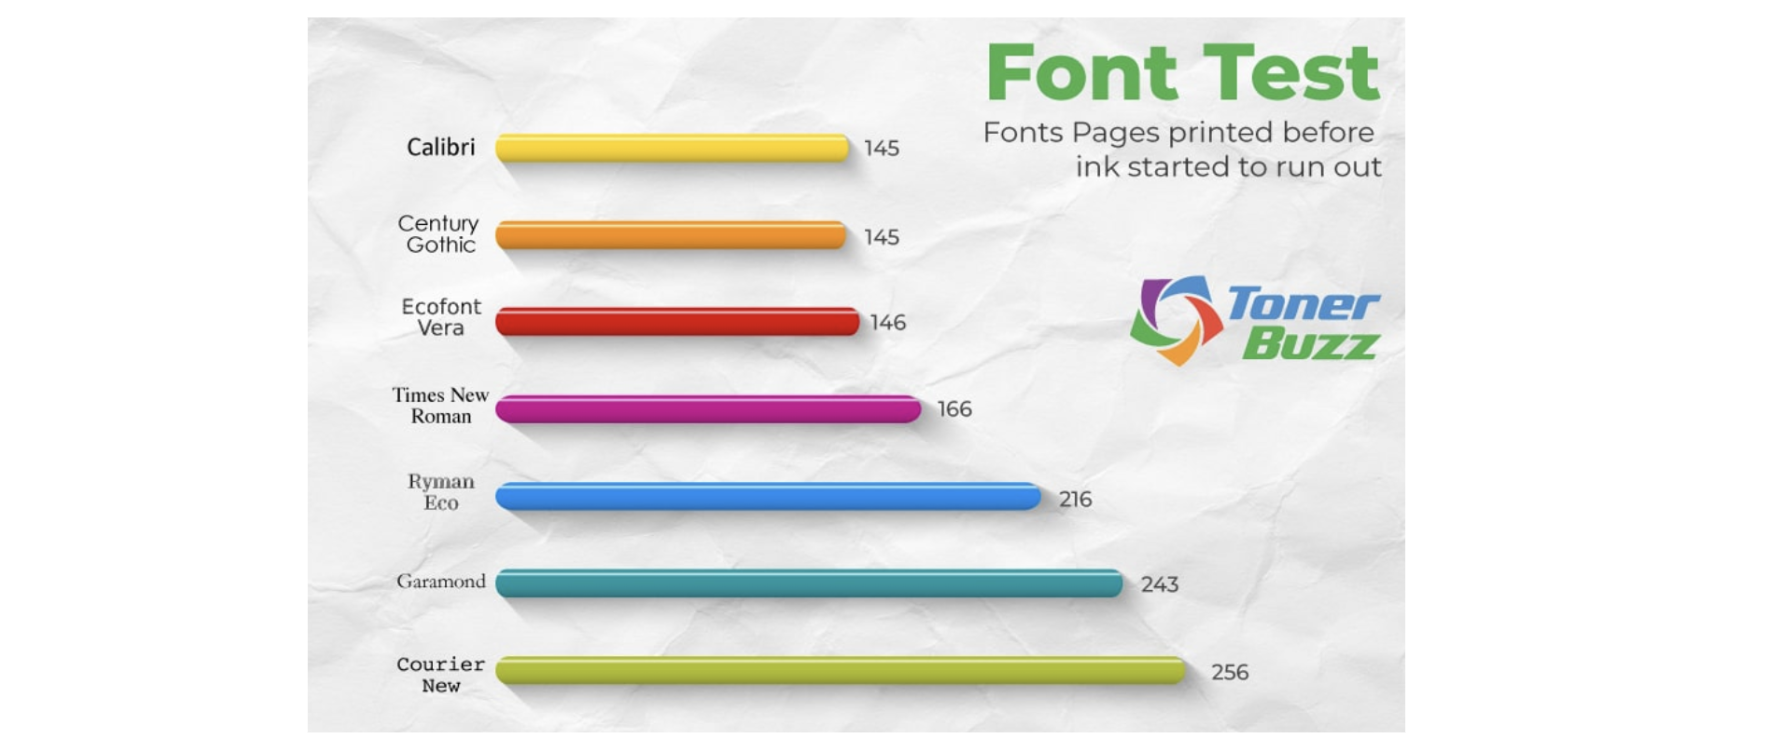 Font Test
Fonts Pages printed before
ink started to run out
Calibri
145
Century
Gothic
145
Ecofont
Vera
146
Times New
Roman
166
Ryman
Eco
216
Garamond
243
Courier
New
256
Toner
Buzz